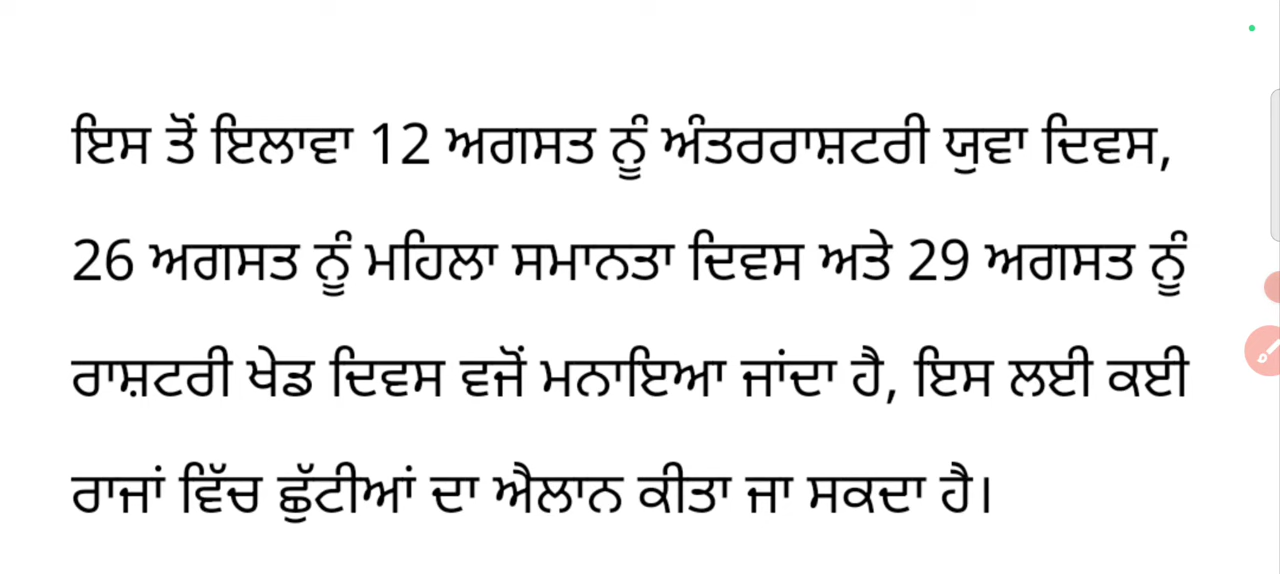 ਇਸ ਤੋਂ ਇਲਾਵਾ 12 ਅਗਸਤ ਨੂੰ ਅੰਤਰਰਾਸ਼ਟਰੀ ਯੁਵਾ ਦਿਵਸ,
26 ਅਗਸਤ ਨੂੰ ਮਹਿਲਾ ਸਮਾਨਤਾ ਦਿਵਸ ਅਤੇ 29 ਅਗਸਤ ਨੂੰ
ਰਾਸ਼ਟਰੀ ਖੇਡ ਦਿਵਸ ਵਜੋਂ ਮਨਾਇਆ ਜਾਂਦਾ ਹੈ, ਇਸ ਲਈ ਕਈ
ਰਾਜਾਂ ਵਿੱਚ ਛੁੱਟੀਆਂ ਦਾ ਐਲਾਨ ਕੀਤਾ ਜਾ ਸਕਦਾ ਹੈ।